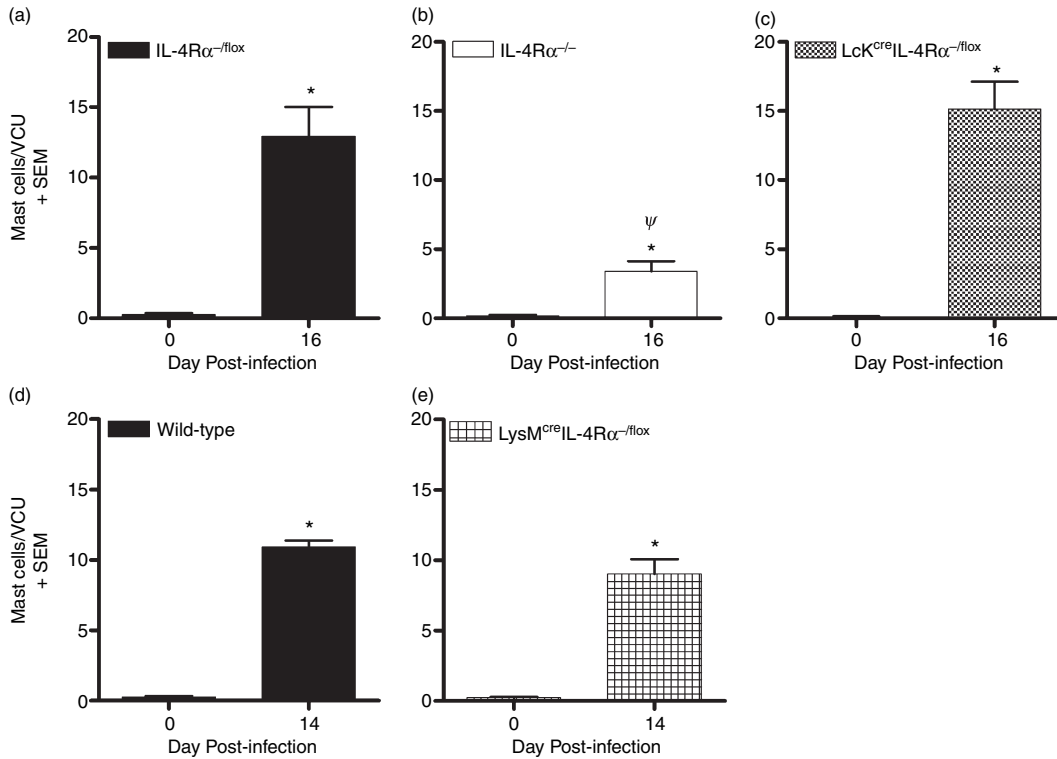 (a)
IL-4Rα⁻/flox
Mast cells/VCU
+ SEM
20
15
10
5
0
*
0 16
Day Post-infection
(b)
IL-4Rα⁻/⁻
20
15
10
5
0
ψ
*
0 16
Day Post-infection
(c)
LcKcreIL-4Rα⁻/flox
20
15
10
5
0
*
0 16
Day Post-infection
(d)
Wild-type
Mast cells/VCU
+ SEM
20
15
10
5
0
*
0 14
Day Post-infection
(e)
LysMcreIL-4Rα⁻/flox
20
15
10
5
0
*
0 14
Day Post-infection